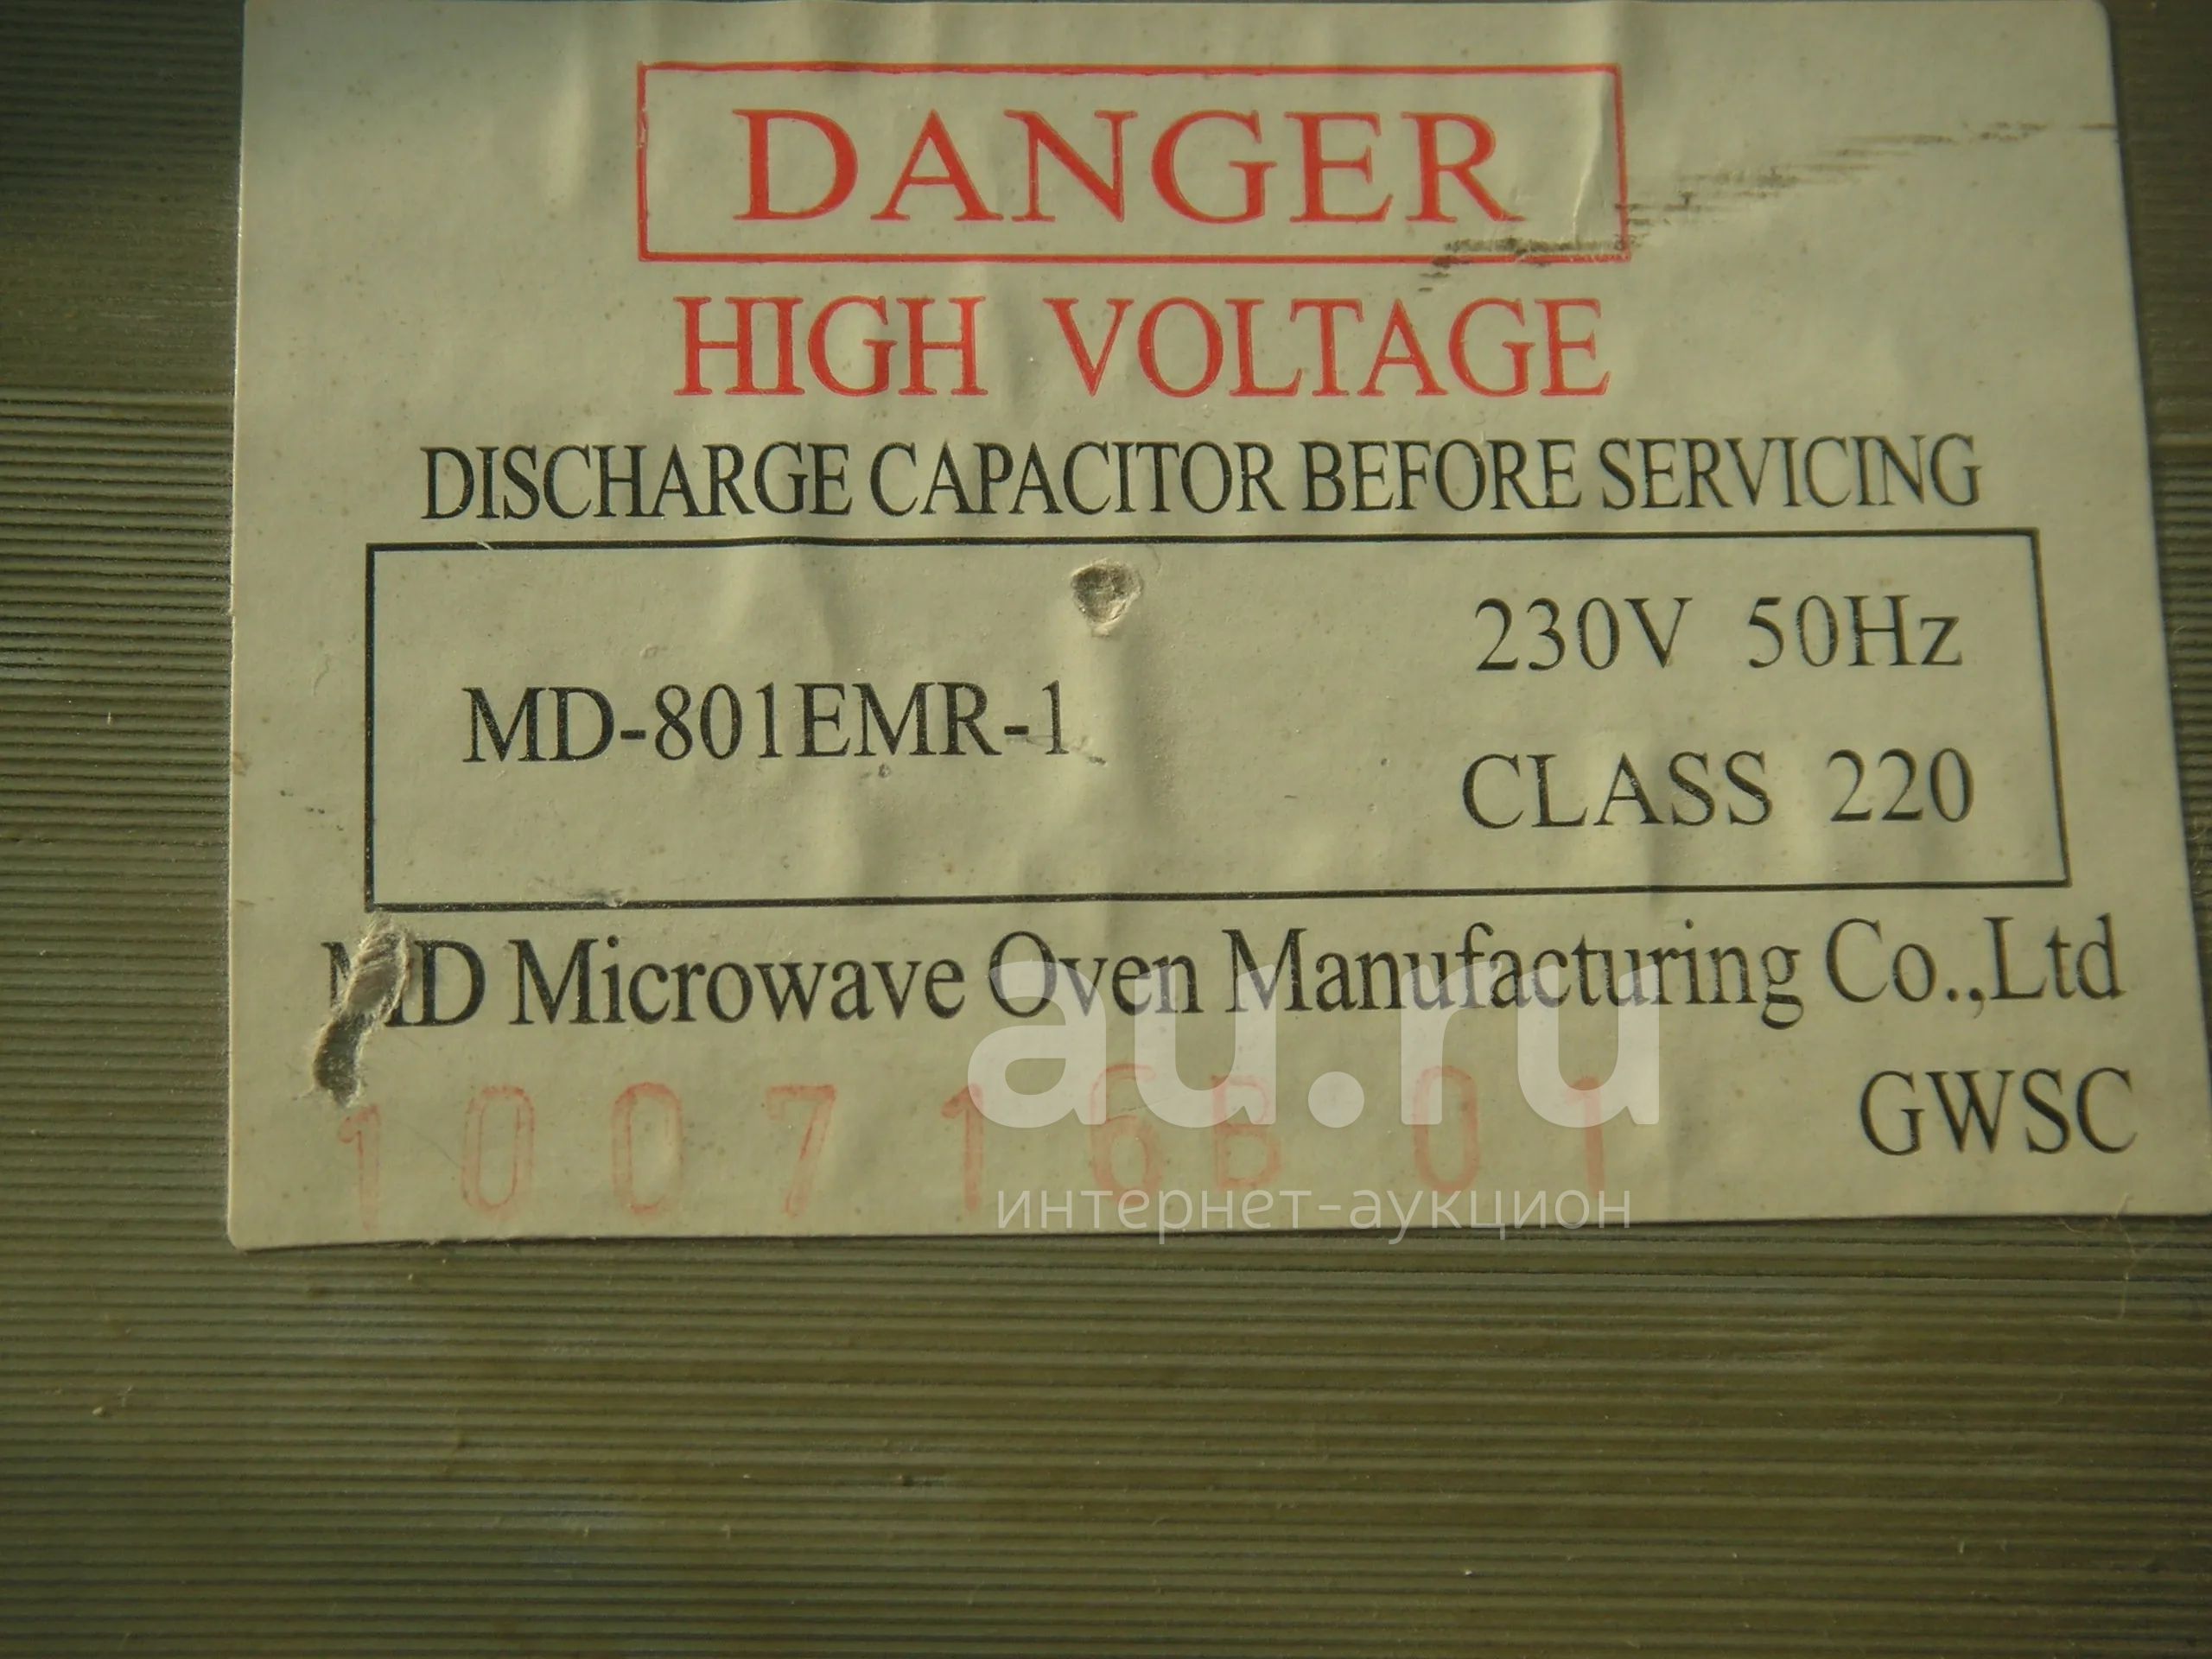 DANGER
HIGH VOLTAGE
DISCHARGE CAPACITOR BEFORE SERVICING
MD-801EMR-1
230V 50Hz
CLASS 220
MD Microwave Oven Manufacturing Co.,Ltd
GWSC
100716B01
au.ru
интернет-аукцион